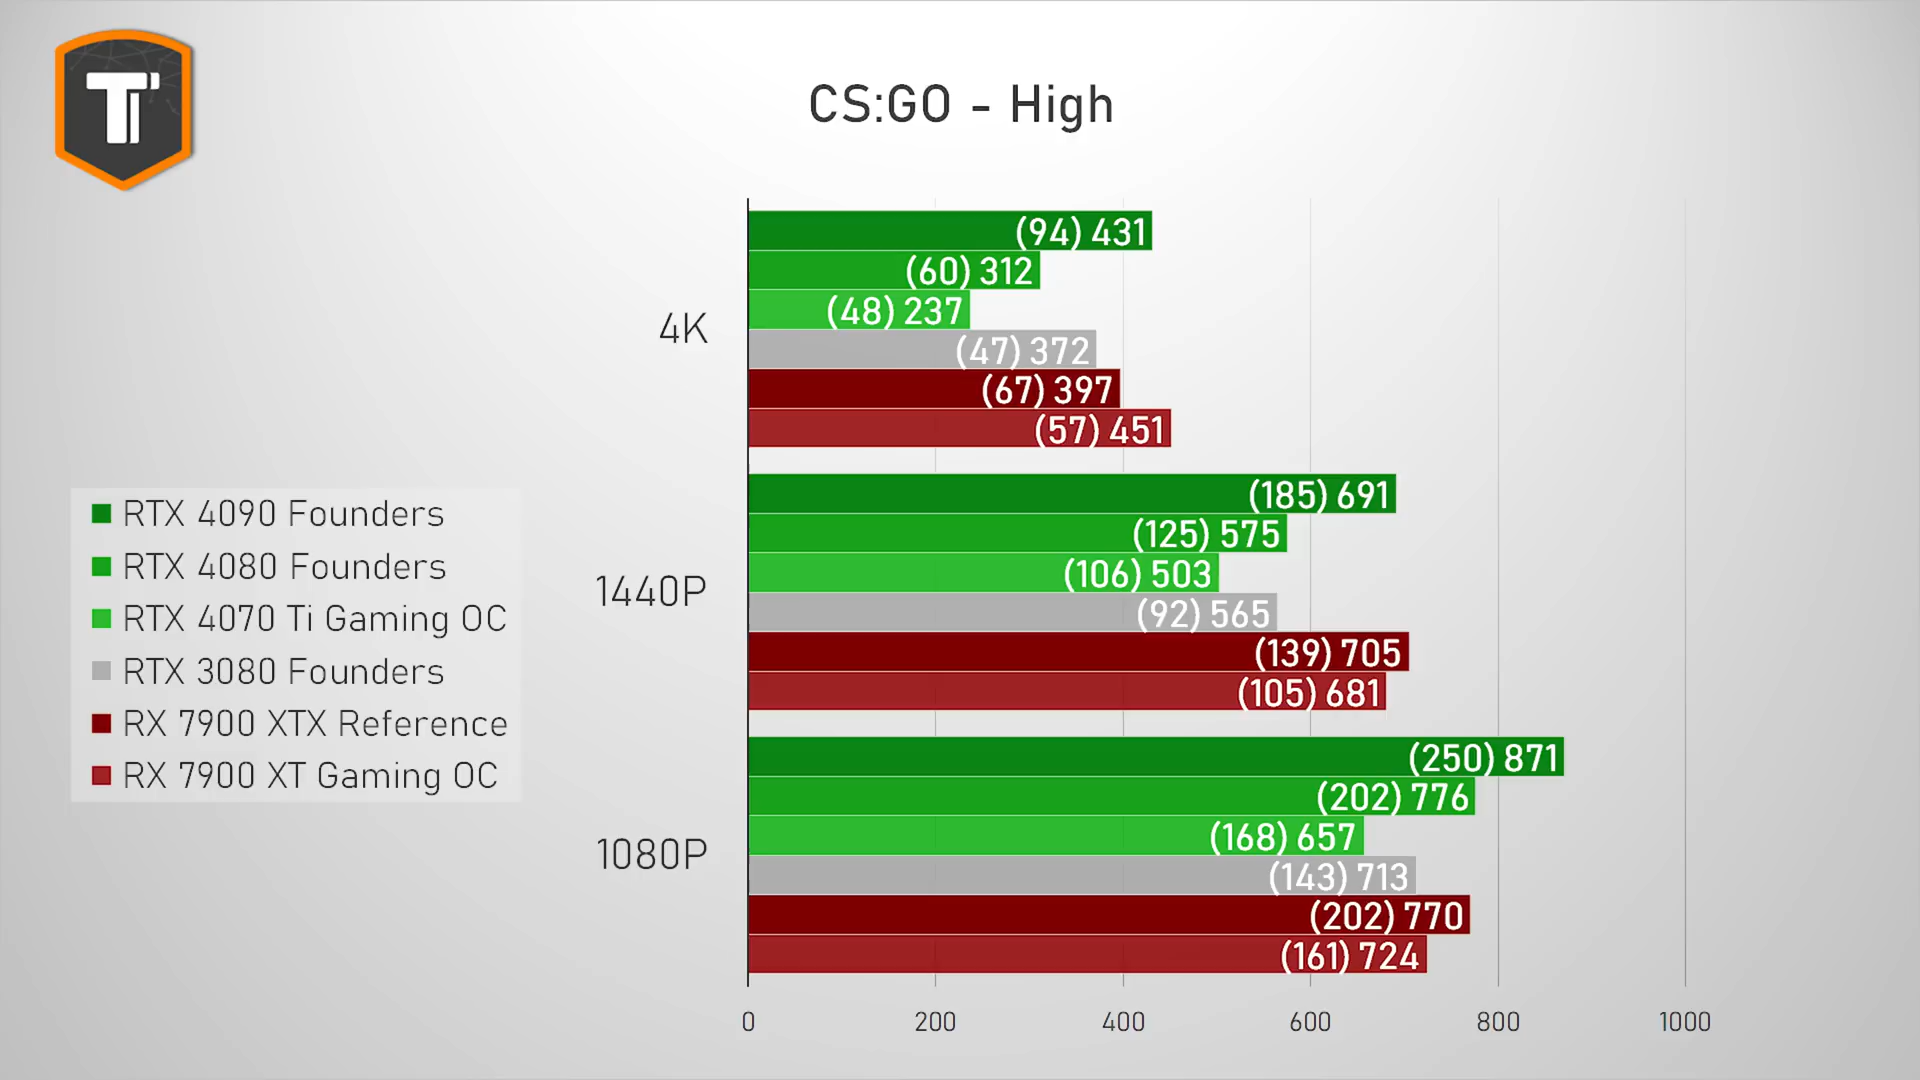 CS:GO - High
4K
(94) 431
(60) 312
(48) 237
(47) 372
(67) 397
(57) 451
1440P
(185) 691
(125) 575
(106) 503
(92) 565
(139) 705
(105) 681
1080P
(250) 871
(202) 776
(168) 657
(143) 713
(202) 770
(161) 724
0 200 400 600 800 1000
RTX 4090 Founders
RTX 4080 Founders
RTX 4070 Ti Gaming OC
RTX 3080 Founders
RX 7900 XTX Reference
RX 7900 XT Gaming OC